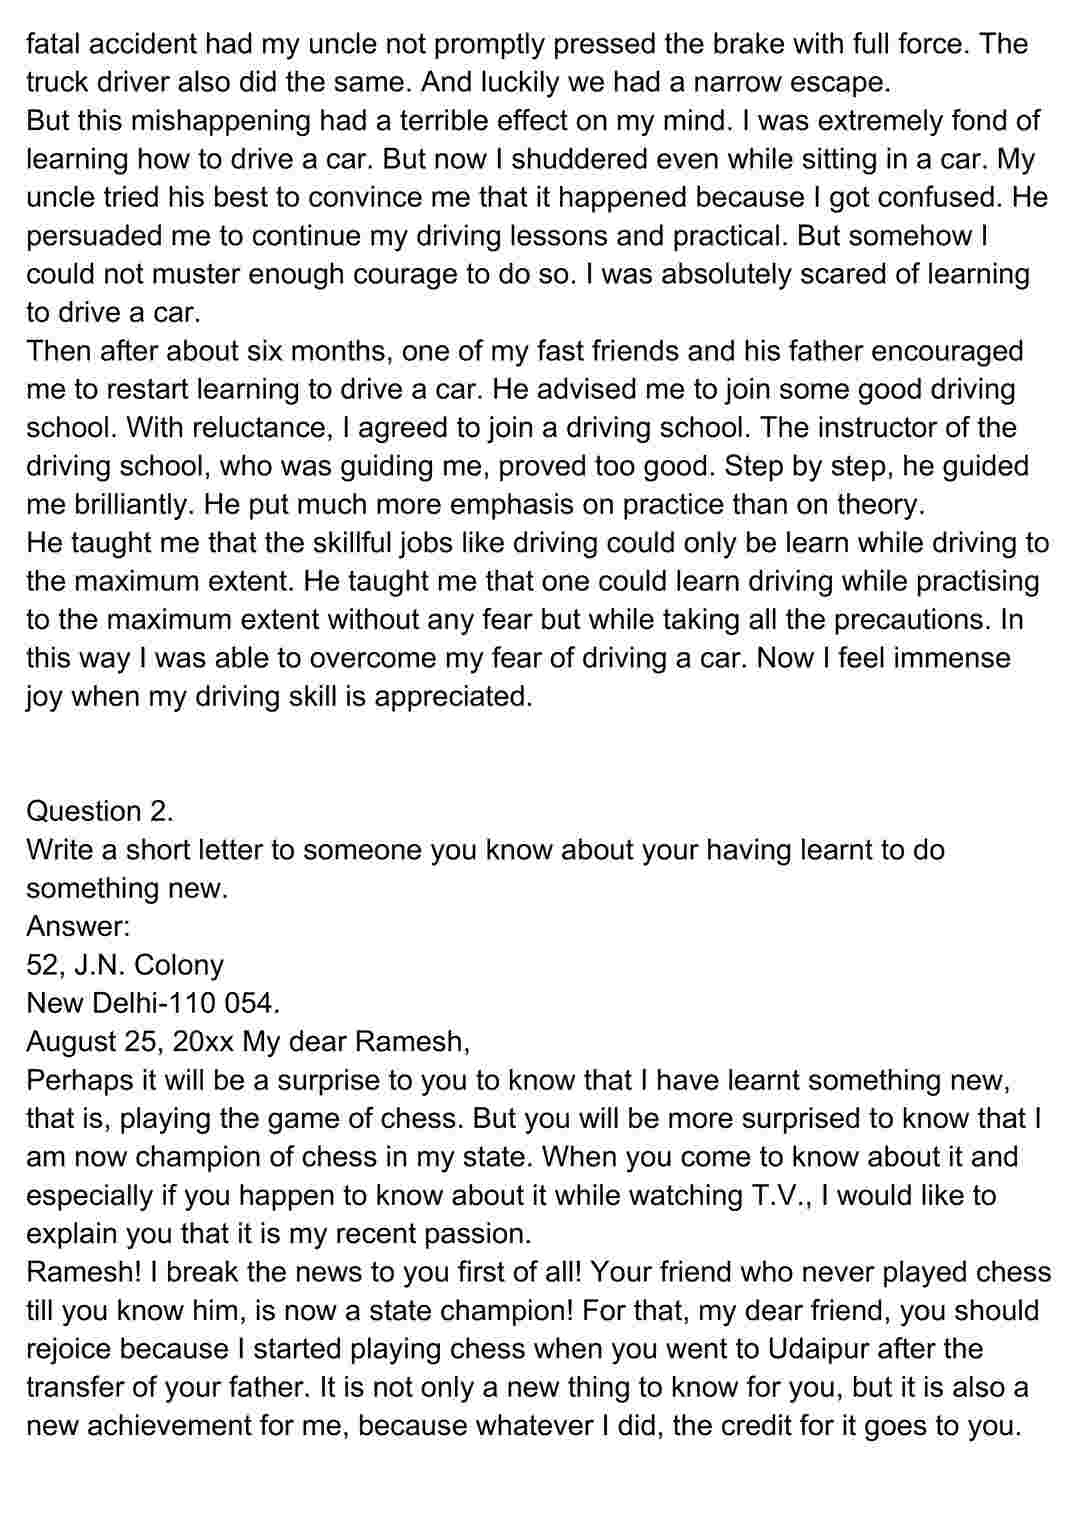 fatal accident had my uncle not promptly pressed the brake with full force. The
truck driver also did the same. And luckily we had a narrow escape.
But this mishappening had a terrible effect on my mind. I was extremely fond of
learning how to drive a car. But now I shuddered even while sitting in a car. My
uncle tried his best to convince me that it happened because I got confused. He
persuaded me to continue my driving lessons and practical. But somehow I
could not muster enough courage to do so. I was absolutely scared of learning
to drive a car.
Then after about six months, one of my fast friends and his father encouraged
me to restart learning to drive a car. He advised me to join some good driving
school. With reluctance, I agreed to join a driving school. The instructor of the
driving school, who was guiding me, proved too good. Step by step, he guided
me brilliantly. He put much more emphasis on practice than on theory.
He taught me that the skillful jobs like driving could only be learn while driving to
the maximum extent. He taught me that one could learn driving while practising
to the maximum extent without any fear but while taking all the precautions. In
this way I was able to overcome my fear of driving a car. Now I feel immense
joy when my driving skill is appreciated.
Question 2.
Write a short letter to someone you know about your having learnt to do
something new.
Answer:
52, J.N. Colony
New Delhi-110 054.
August 25, 20xx My dear Ramesh,
Perhaps it will be a surprise to you to know that I have learnt something new,
that is, playing the game of chess. But you will be more surprised to know that I
am now champion of chess in my state. When you come to know about it and
especially if you happen to know about it while watching T.V., I would like to
explain you that it is my recent passion.
Ramesh! I break the news to you first of all! Your friend who never played chess
till you know him, is now a state champion! For that, my dear friend, you should
rejoice because I started playing chess when you went to Udaipur after the
transfer of your father. It is not only a new thing to know for you, but it is also a
new achievement for me, because whatever I did, the credit for it goes to you.